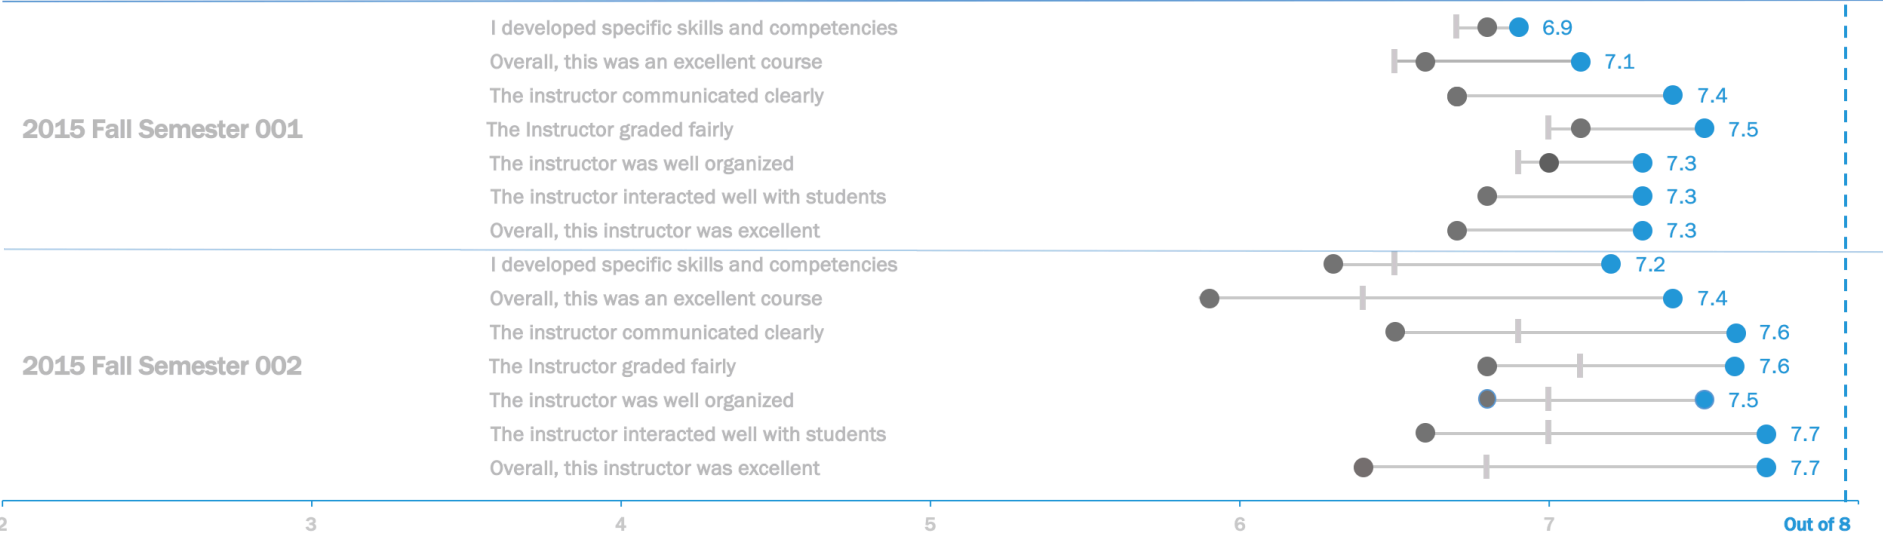 I developed specific skills and competencies 6.9
Overall, this was an excellent course 7.1
The instructor communicated clearly 7.4
2015 Fall Semester 001 The Instructor graded fairly 7.5
The instructor was well organized 7.3
The instructor interacted well with students 7.3
Overall, this instructor was excellent 7.3
I developed specific skills and competencies 7.2
Overall, this was an excellent course 7.4
The instructor communicated clearly 7.6
2015 Fall Semester 002 The Instructor graded fairly 7.6
The instructor was well organized 7.5
The instructor interacted well with students 7.7
Overall, this instructor was excellent 7.7
2 3 4 5 6 7 Out of 8